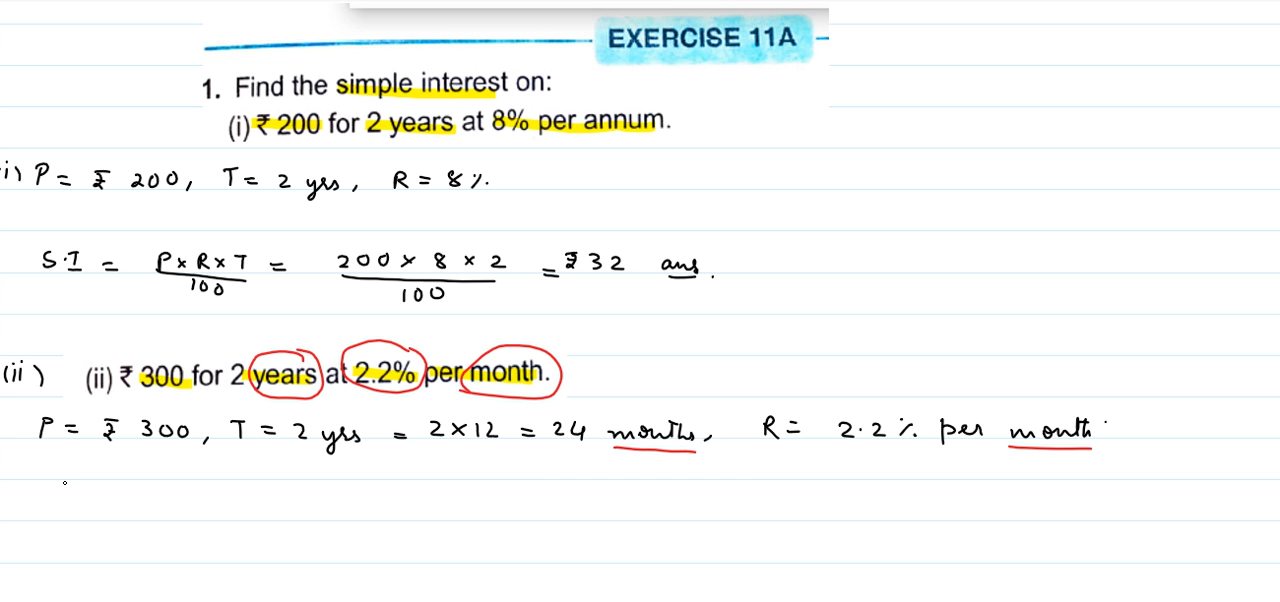 EXERCISE 11A
1. Find the simple interest on:
(i) ₹ 200 for 2 years at 8% per annum.
i) P = ₹ 200, T = 2 yrs, R = 8%.
S.I = P×R×T/100 = 200 × 8 × 2/100 = ₹32 ans.
(ii) (ii) ₹ 300 for 2 years at 2.2% per month.
P = ₹ 300, T = 2 yrs = 2×12 = 24 months, R = 2.2% per month.